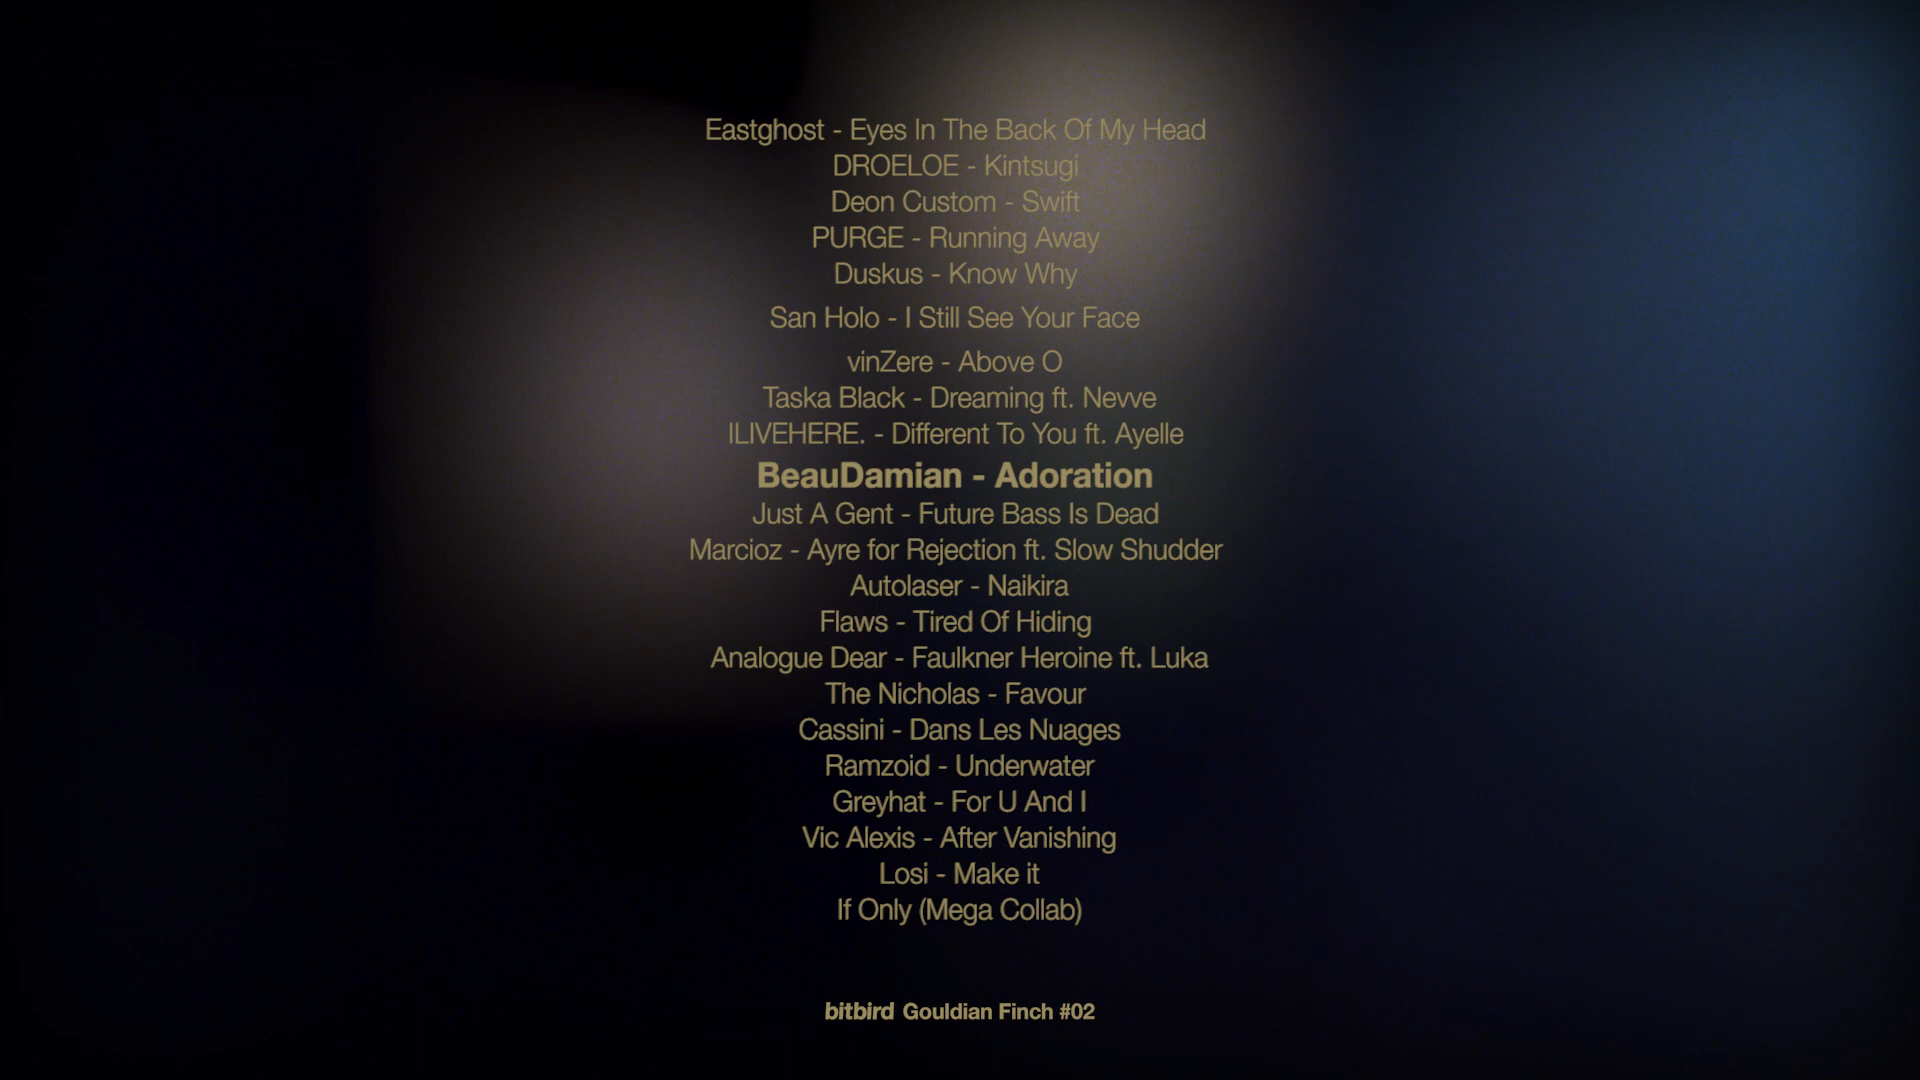 Eastghost - Eyes In The Back Of My Head
DROELOE - Kintsugi
Deon Custom - Swift
PURGE - Running Away
Duskus - Know Why
San Holo - I Still See Your Face
vinZere - Above O
Taska Black - Dreaming ft. Nevve
ILIVEHERE. - Different To You ft. Ayelle
BeauDamian - Adoration
Just A Gent - Future Bass Is Dead
Marcioz - Ayre for Rejection ft. Slow Shudder
Autolaser - Naikira
Flaws - Tired Of Hiding
Analogue Dear - Faulkner Heroine ft. Luka
The Nicholas - Favour
Cassini - Dans Les Nuages
Ramzoid - Underwater
Greyhat - For U And I
Vic Alexis - After Vanishing
Losi - Make it
If Only (Mega Collab)
bitbird Gouldian Finch #02